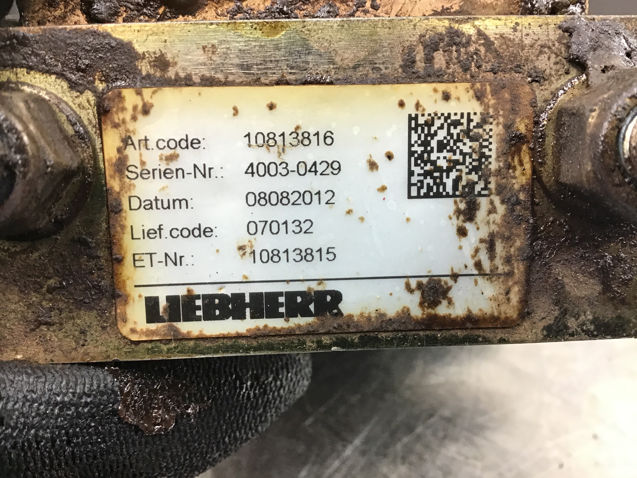 Art.code: 10813816
Serien-Nr.: 4003-0429
Datum: 08082012
Lief.code: 070132
ET-Nr.: 10813815
LIEBHERR